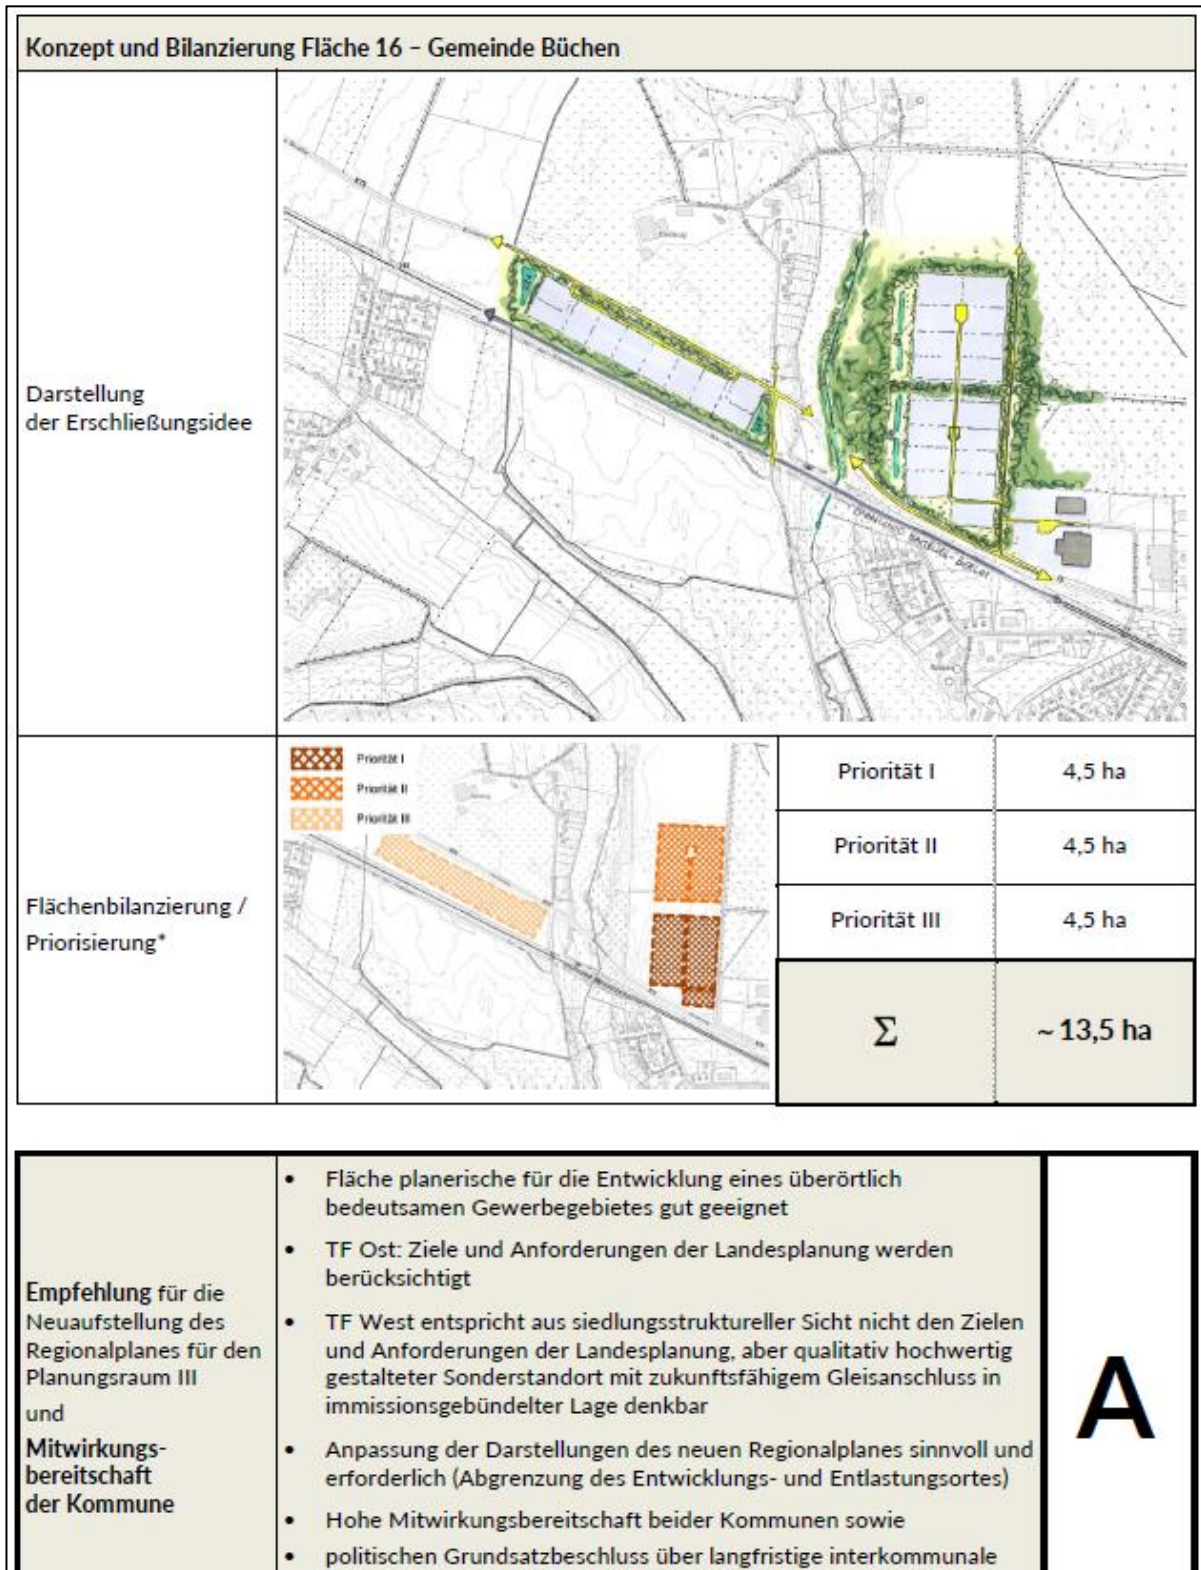 Konzept und Bilanzierung Fläche 16 – Gemeinde Büchen
Darstellung
der Erschließungsidee
Flächenbilanzierung /
Priorisierung*
Priorität I
Priorität II
Priorität III
Priorität I 4,5 ha
Priorität II 4,5 ha
Priorität III 4,5 ha
Σ ~ 13,5 ha
Empfehlung für die
Neuaufstellung des
Regionalplanes für den
Planungsraum III
und
Mitwirkungs-
bereitschaft
der Kommune
• Fläche planerische für die Entwicklung eines überörtlich
bedeutsamen Gewerbegebietes gut geeignet
• TF Ost: Ziele und Anforderungen der Landesplanung werden
berücksichtigt
• TF West entspricht aus siedlungsstruktureller Sicht nicht den Zielen
und Anforderungen der Landesplanung, aber qualitativ hochwertig
gestalteter Sonderstandort mit zukunftsfähigem Gleisanschluss in
immissionsgebündelter Lage denkbar
• Anpassung der Darstellungen des neuen Regionalplanes sinnvoll und
erforderlich (Abgrenzung des Entwicklungs- und Entlastungsortes)
• Hohe Mitwirkungsbereitschaft beider Kommunen sowie
• politischen Grundsatzbeschluss über langfristige interkommunale
A